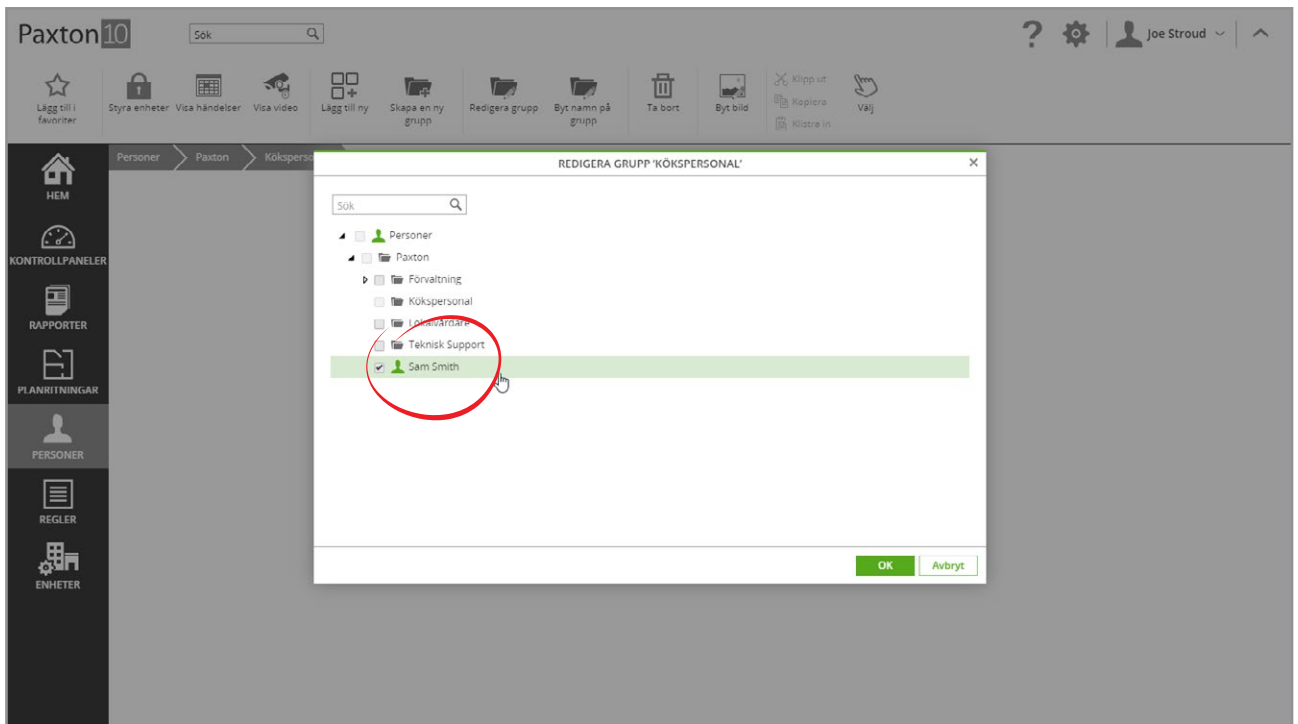 Paxton10
Sök
Joe Stroud
Lägg till i favoriter
Styra enheter
Visa händelser
Visa video
Lägg till ny
Skapa en ny grupp
Redigera grupp
Byt namn på grupp
Ta bort
Byt bild
Klipp ut
Kopiera
Klistra in
Välj
HEM
KONTROLLPANELER
RAPPORTER
PLANRITNINGAR
PERSONER
REGLER
ENHETER
Personer
Paxton
Köksperso
REDIGERA GRUPP 'KÖKSPERSONAL'
Sök
Personer
Paxton
Förvaltning
Kökspersonal
Lokalvårdare
Teknisk Support
Sam Smith
OK
Avbryt